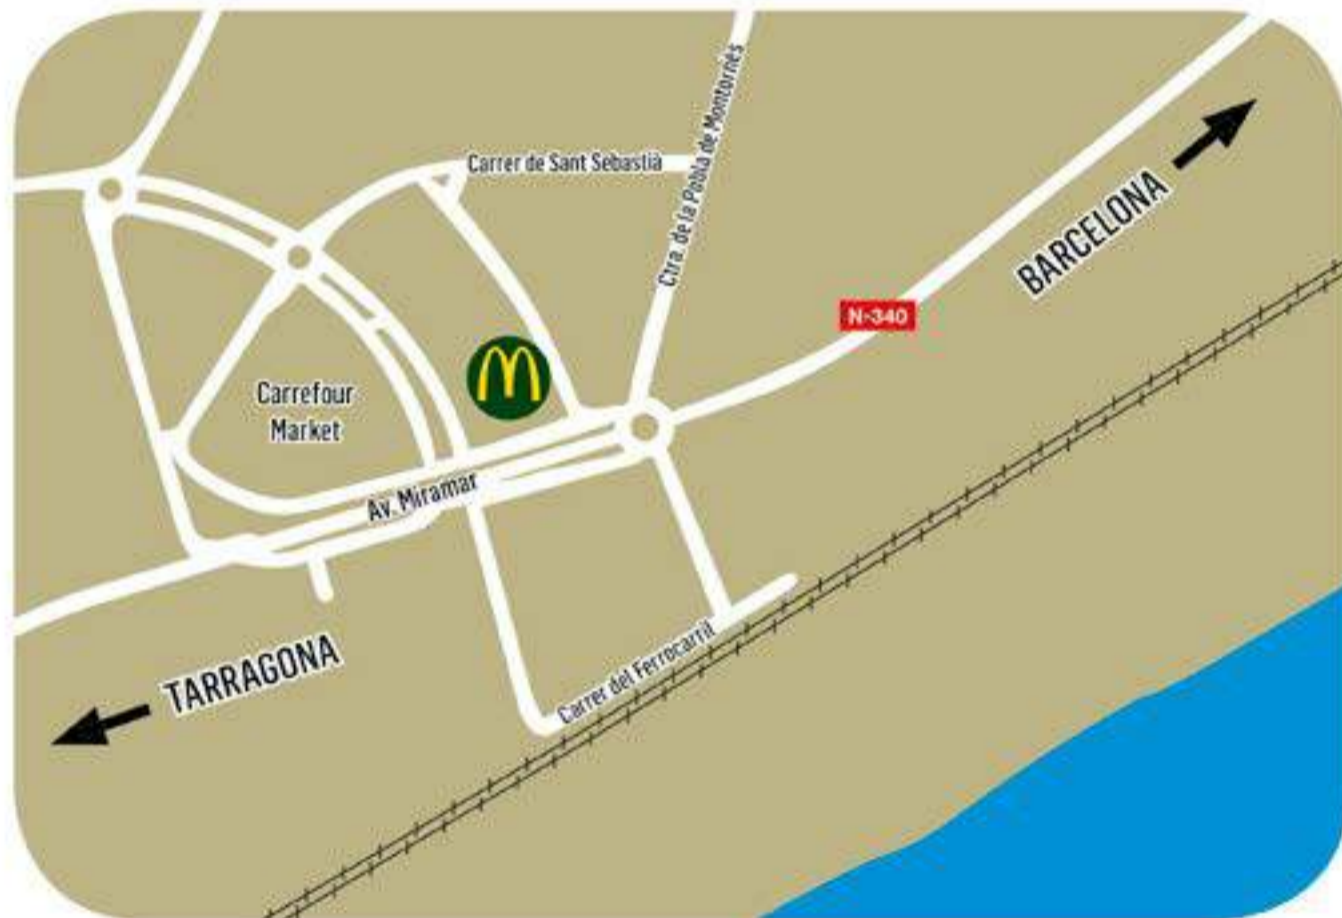 Ctra. de la Pobla de Montornès
Carrer de Sant Sebastià
BARCELONA
N-340
Carrefour
Market
Av. Miramar
Carrer del Ferrocarril
TARRAGONA